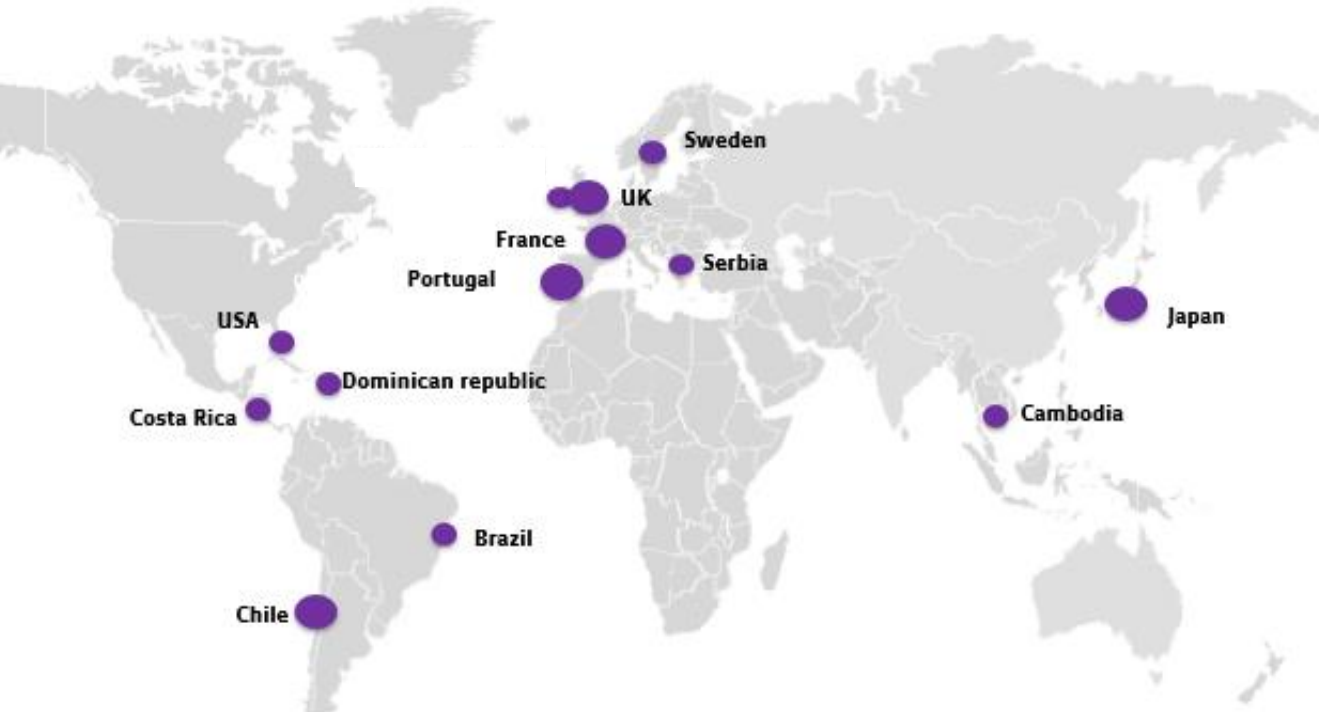 Sweden
UK
France
Serbia
Portugal
USA
Japan
Dominican republic
Costa Rica
Cambodia
Brazil
Chile